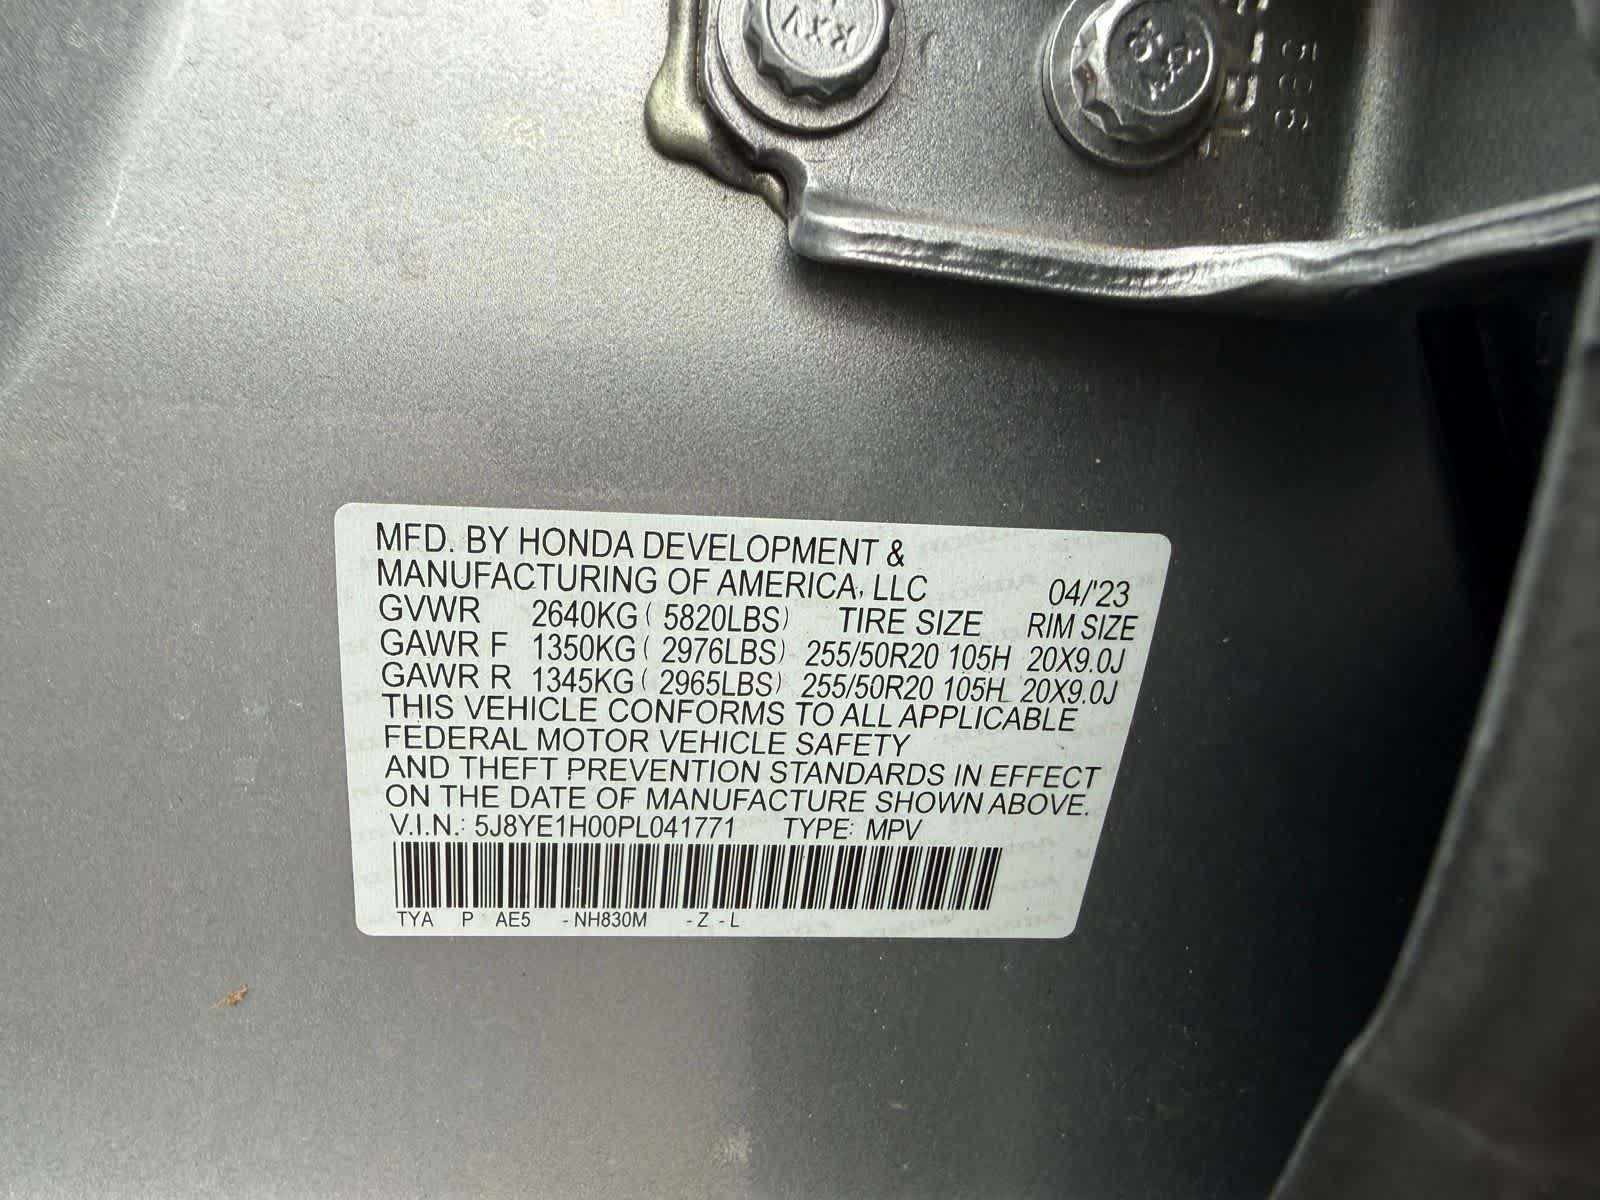 RXV
586
MFD. BY HONDA DEVELOPMENT &
MANUFACTURING OF AMERICA, LLC 04/'23
GVWR 2640KG ( 5820LBS) TIRE SIZE RIM SIZE
GAWR F 1350KG ( 2976LBS) 255/50R20 105H 20X9.0J
GAWR R 1345KG ( 2965LBS) 255/50R20 105H 20X9.0J
THIS VEHICLE CONFORMS TO ALL APPLICABLE
FEDERAL MOTOR VEHICLE SAFETY
AND THEFT PREVENTION STANDARDS IN EFFECT
ON THE DATE OF MANUFACTURE SHOWN ABOVE.
V.I.N.: 5J8YE1H00PL041771 TYPE: MPV
TYA P AE5 - NH830M - Z - L